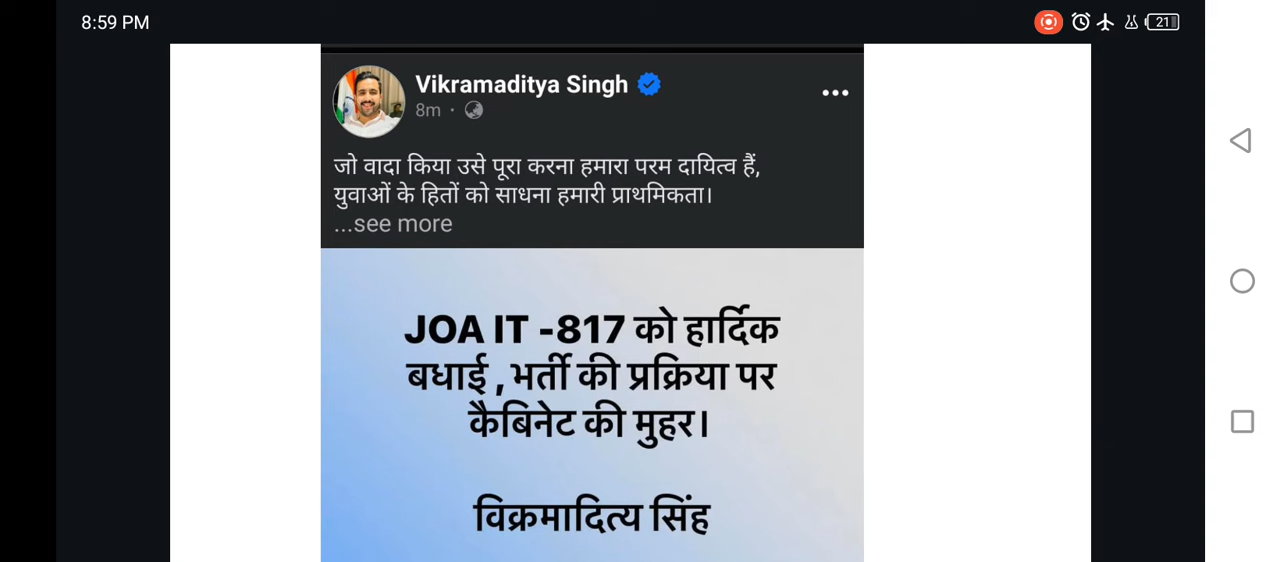 8:59 PM
21
Vikramaditya Singh
8m ·
जो वादा किया उसे पूरा करना हमारा परम दायित्व हैं,
युवाओं के हितों को साधना हमारी प्राथमिकता।
...see more
JOA IT -817 को हार्दिक
बधाई , भर्ती की प्रक्रिया पर
कैबिनेट की मुहर।
विक्रमादित्य सिंह